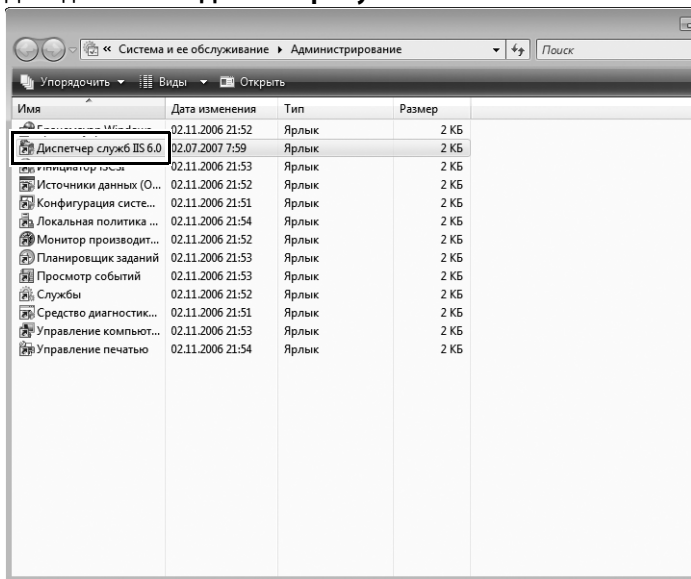 « Система и ее обслуживание ▸ Администрирование Поиск
Упорядочить Виды Открыть
Имя Дата изменения Тип Размер
02.11.2006 21:52 Ярлык 2 КБ
Диспетчер служб IIS 6.0 02.07.2007 7:59 Ярлык 2 КБ
Инициатор iSCSI 02.11.2006 21:53 Ярлык 2 КБ
Источники данных (O... 02.11.2006 21:52 Ярлык 2 КБ
Конфигурация систе... 02.11.2006 21:51 Ярлык 2 КБ
Локальная политика ... 02.11.2006 21:54 Ярлык 2 КБ
Монитор производит... 02.11.2006 21:52 Ярлык 2 КБ
Планировщик заданий 02.11.2006 21:53 Ярлык 2 КБ
Просмотр событий 02.11.2006 21:53 Ярлык 2 КБ
Службы 02.11.2006 21:52 Ярлык 2 КБ
Средство диагностик... 02.11.2006 21:51 Ярлык 2 КБ
Управление компьют... 02.11.2006 21:53 Ярлык 2 КБ
Управление печатью 02.11.2006 21:54 Ярлык 2 КБ